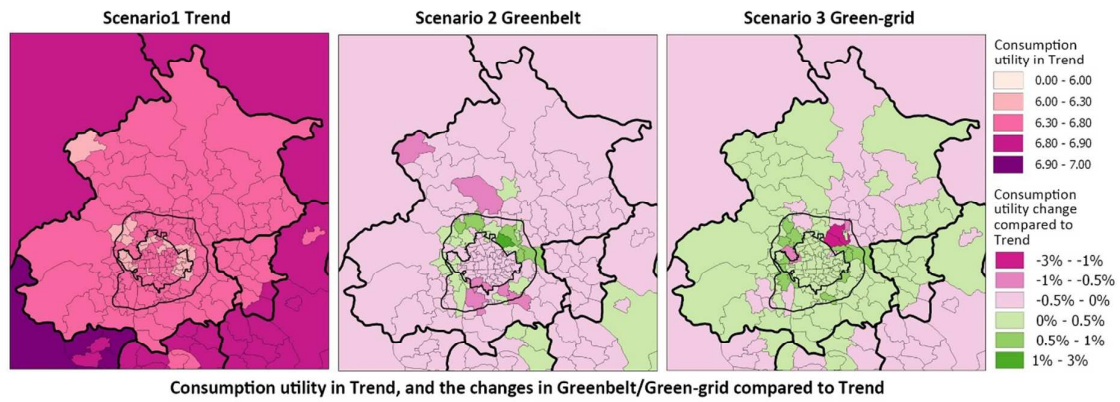 Scenario1 Trend
Scenario 2 Greenbelt
Scenario 3 Green-grid
Consumption
utility in Trend
0.00 - 6.00
6.00 - 6.30
6.30 - 6.80
6.80 - 6.90
6.90 - 7.00
Consumption
utility change
compared to
Trend
-3% - -1%
-1% - -0.5%
-0.5% - 0%
0% - 0.5%
0.5% - 1%
1% - 3%
Consumption utility in Trend, and the changes in Greenbelt/Green-grid compared to Trend